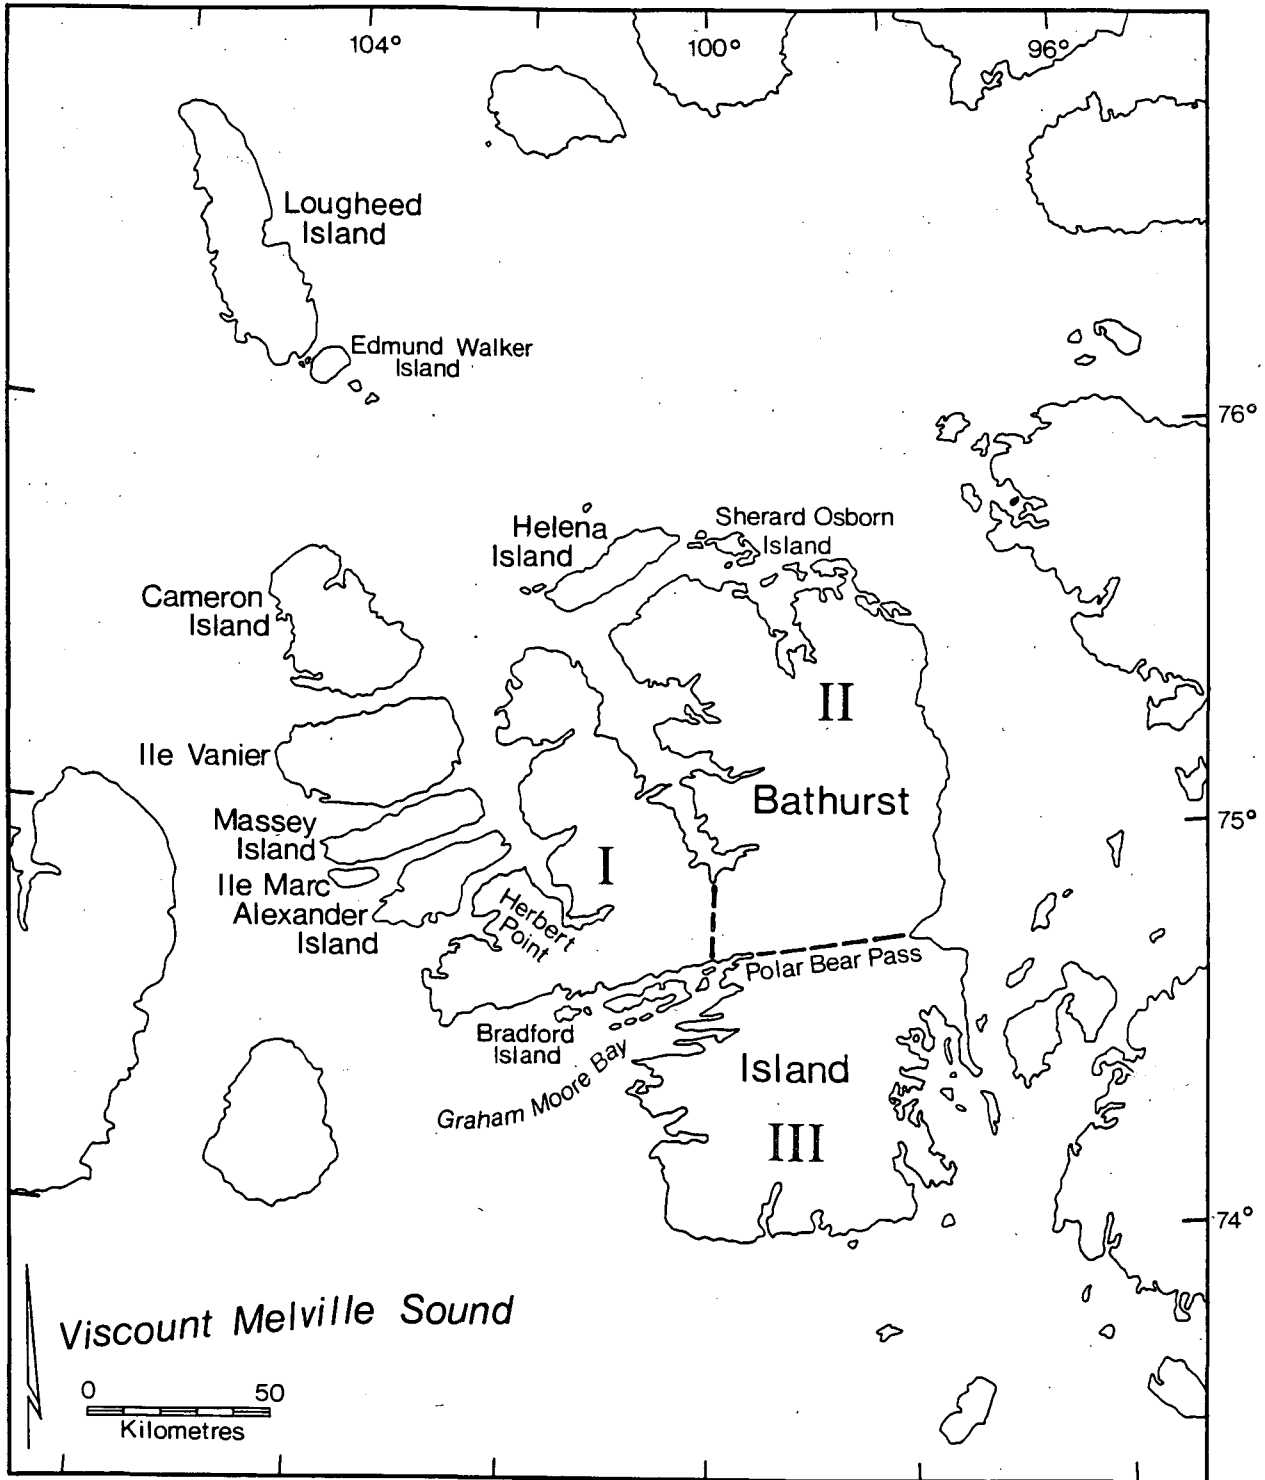 104°
100°
96°
Lougheed
Island
Edmund Walker
Island
76°
Helena
Island
Sherard Osborn
Island
Cameron
Island
II
Ile Vanier
Bathurst
75°
Massey
Island
I
Ile Marc
Alexander
Island
Herbert
Point
Polar Bear Pass
Bradford
Island
Island
Graham Moore Bay
III
74°
Viscount Melville Sound
0 50
Kilometres